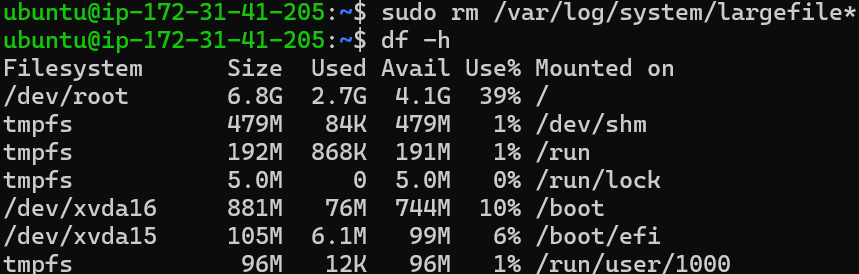 ubuntu@ip-172-31-41-205:~$ sudo rm /var/log/system/largefile*
ubuntu@ip-172-31-41-205:~$ df -h
Filesystem      Size  Used Avail Use% Mounted on
/dev/root       6.8G  2.7G  4.1G  39% /
tmpfs           479M   84K  479M   1% /dev/shm
tmpfs           192M  868K  191M   1% /run
tmpfs           5.0M     0  5.0M   0% /run/lock
/dev/xvda16     881M   76M  744M  10% /boot
/dev/xvda15     105M  6.1M   99M   6% /boot/efi
tmpfs            96M   12K   96M   1% /run/user/1000